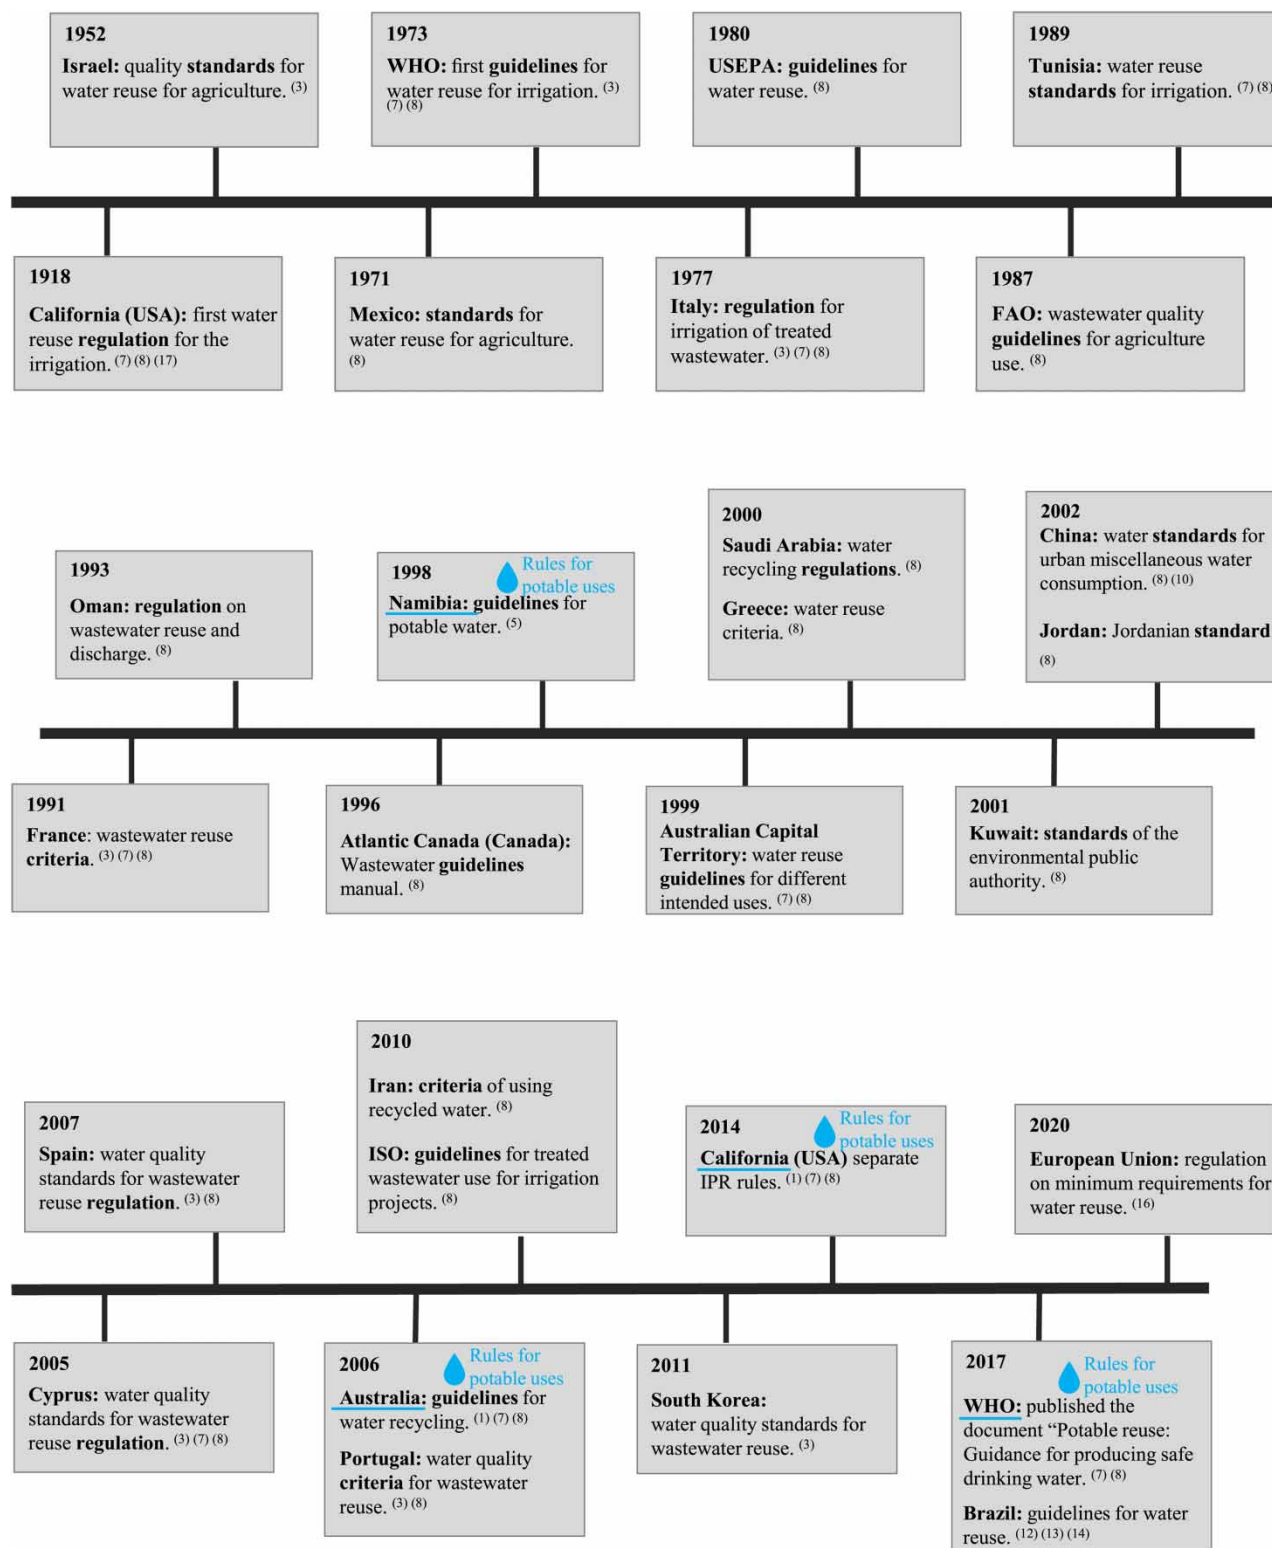 1952
Israel: quality standards for
water reuse for agriculture. (3)
1973
WHO: first guidelines for
water reuse for irrigation. (3)
(7) (8)
1980
USEPA: guidelines for
water reuse. (8)
1989
Tunisia: water reuse
standards for irrigation. (7) (8)
1918
California (USA): first water
reuse regulation for the
irrigation. (7) (8) (17)
1971
Mexico: standards for
water reuse for agriculture.
(8)
1977
Italy: regulation for
irrigation of treated
wastewater. (3) (7) (8)
1987
FAO: wastewater quality
guidelines for agriculture
use. (8)
1993
Oman: regulation on
wastewater reuse and
discharge. (8)
1998
Rules for
potable uses
Namibia: guidelines for
potable water. (5)
2000
Saudi Arabia: water
recycling regulations. (8)
Greece: water reuse
criteria. (8)
2002
China: water standards for
urban miscellaneous water
consumption. (8) (10)
Jordan: Jordanian standard
(8)
1991
France: wastewater reuse
criteria. (3) (7) (8)
1996
Atlantic Canada (Canada):
Wastewater guidelines
manual. (8)
1999
Australian Capital
Territory: water reuse
guidelines for different
intended uses. (7) (8)
2001
Kuwait: standards of the
environmental public
authority. (8)
2007
Spain: water quality
standards for wastewater
reuse regulation. (3) (8)
2010
Iran: criteria of using
recycled water. (8)
ISO: guidelines for treated
wastewater use for irrigation
projects. (8)
2014
Rules for
potable uses
California (USA) separate
IPR rules. (1) (7) (8)
2020
European Union: regulation
on minimum requirements for
water reuse. (16)
2005
Cyprus: water quality
standards for wastewater
reuse regulation. (3) (7) (8)
2006
Rules for
potable uses
Australia: guidelines for
water recycling. (1) (7) (8)
Portugal: water quality
criteria for wastewater
reuse. (3) (8)
2011
South Korea:
water quality standards for
wastewater reuse. (3)
2017
Rules for
potable uses
WHO: published the
document “Potable reuse:
Guidance for producing safe
drinking water. (7) (8)
Brazil: guidelines for water
reuse. (12) (13) (14)